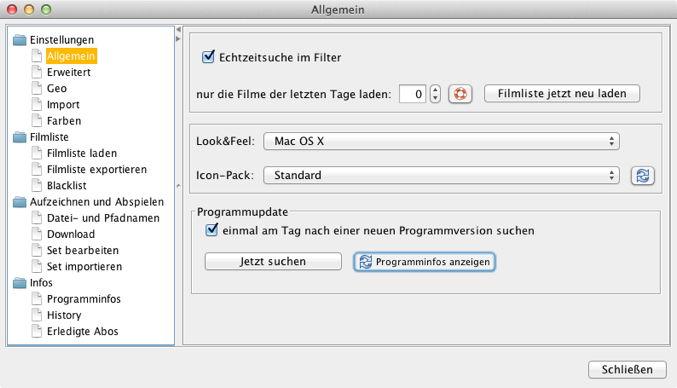 Allgemein
Einstellungen
Allgemein
Erweitert
Geo
Import
Farben
Filmliste
Filmliste laden
Filmliste exportieren
Blacklist
Aufzeichnen und Abspielen
Datei- und Pfadnamen
Download
Set bearbeiten
Set importieren
Infos
Programminfos
History
Erledigte Abos
Echtzeitsuche im Filter
nur die Filme der letzten Tage laden: 0 Filmliste jetzt neu laden
Look&Feel: Mac OS X
Icon-Pack: Standard
Programmupdate
einmal am Tag nach einer neuen Programmversion suchen
Jetzt suchen Programminfos anzeigen
Schließen